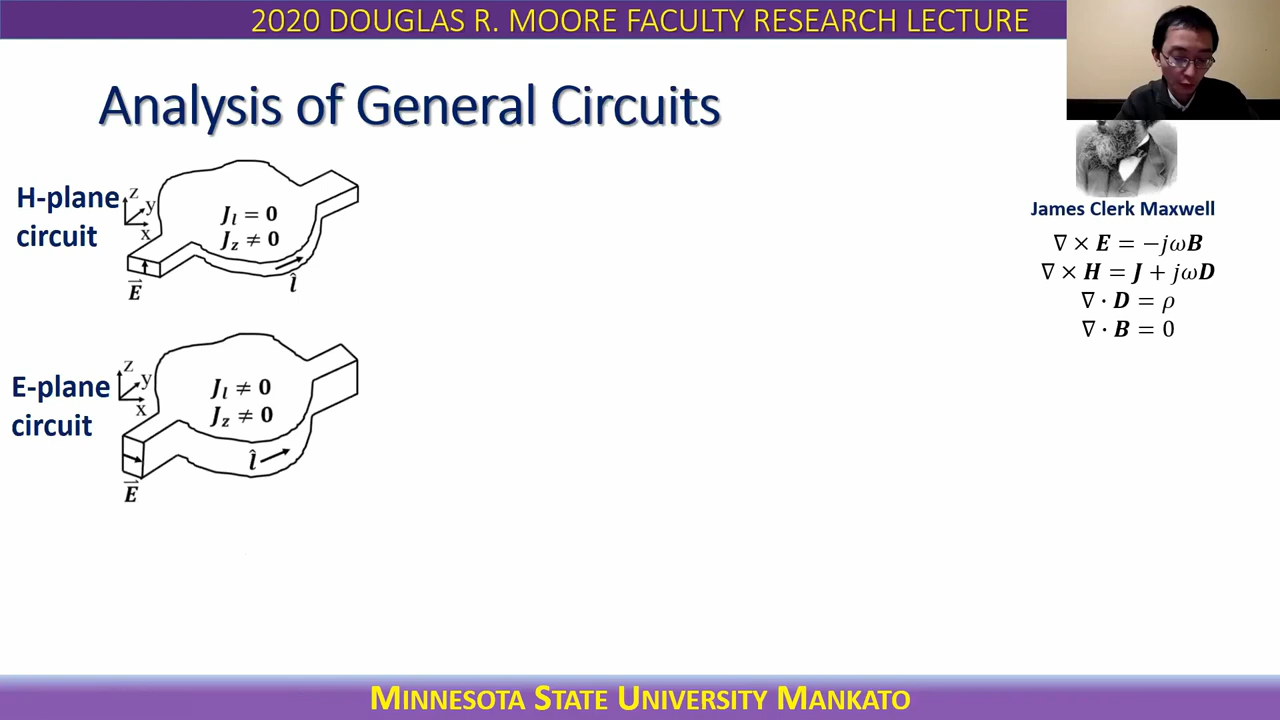 2020 DOUGLAS R. MOORE FACULTY RESEARCH LECTURE
Analysis of General Circuits
H-plane
circuit
z
y
x
J_l = 0
J_z ≠ 0
l̂
E⃗
E-plane
circuit
z
y
x
J_l ≠ 0
J_z ≠ 0
l̂
E⃗
James Clerk Maxwell
∇ × E = −jωB
∇ × H = J + jωD
∇ · D = ρ
∇ · B = 0
MINNESOTA STATE UNIVERSITY MANKATO